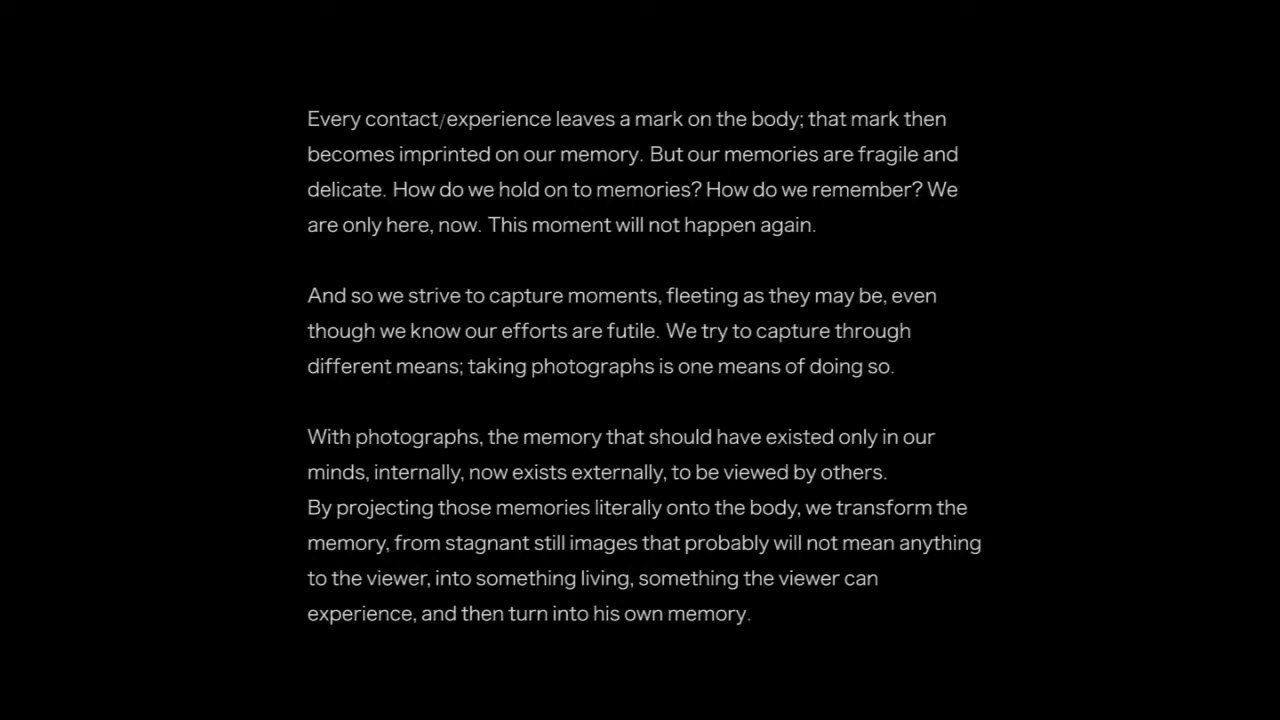 Every contact/experience leaves a mark on the body; that mark then
becomes imprinted on our memory. But our memories are fragile and
delicate. How do we hold on to memories? How do we remember? We
are only here, now. This moment will not happen again.
And so we strive to capture moments, fleeting as they may be, even
though we know our efforts are futile. We try to capture through
different means; taking photographs is one means of doing so.
With photographs, the memory that should have existed only in our
minds, internally, now exists externally, to be viewed by others.
By projecting those memories literally onto the body, we transform the
memory, from stagnant still images that probably will not mean anything
to the viewer, into something living, something the viewer can
experience, and then turn into his own memory.